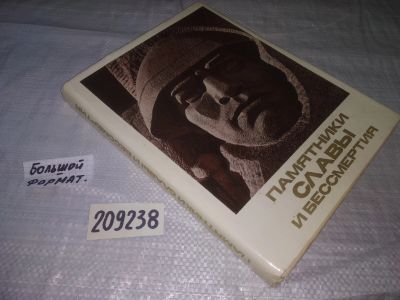 ПАМЯТНИКИ
СЛАВЫ
И БЕССМЕРТИЯ
Большой
формат.
209238